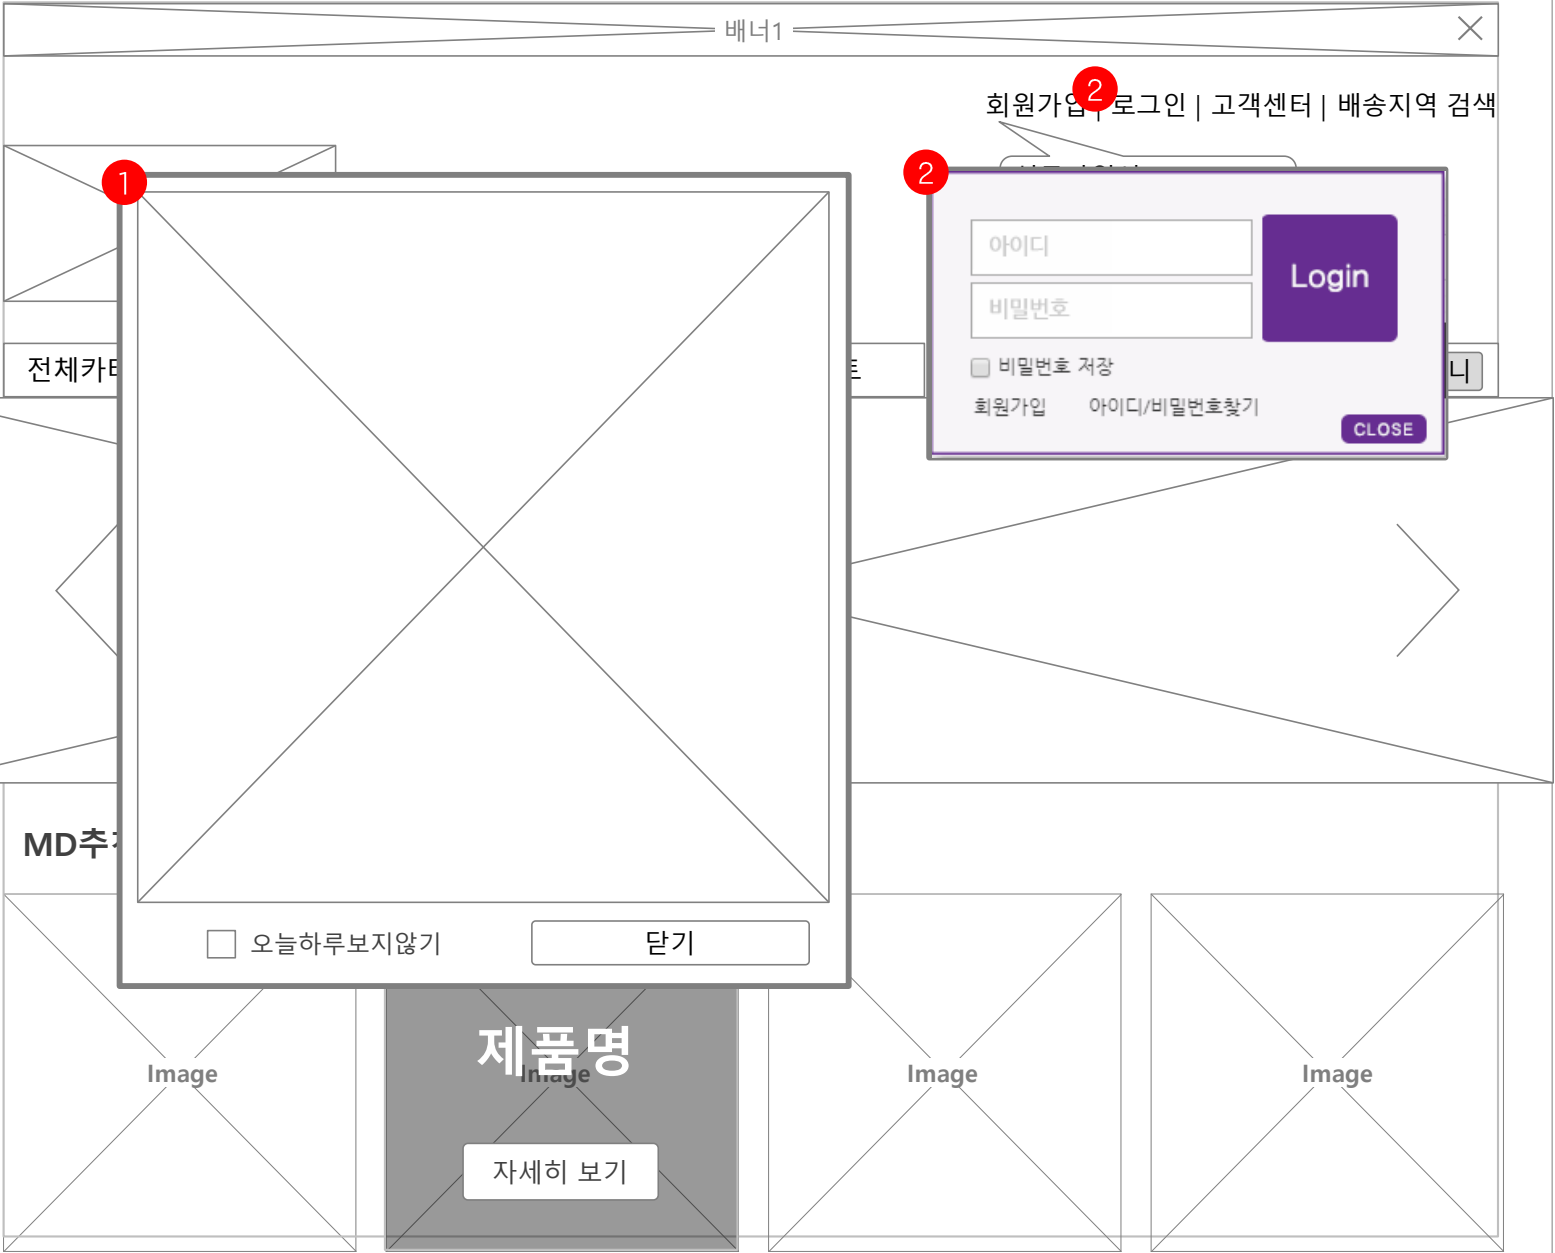 배너1
2
회원가입 | 로그인 | 고객센터 | 배송지역 검색
1
2
아이디
비밀번호
Login
비밀번호 저장
회원가입 아이디/비밀번호찾기
CLOSE
전체카
트
니
MD추
오늘하루보지않기
닫기
제품명
Image
Image
Image
Image
자세히 보기